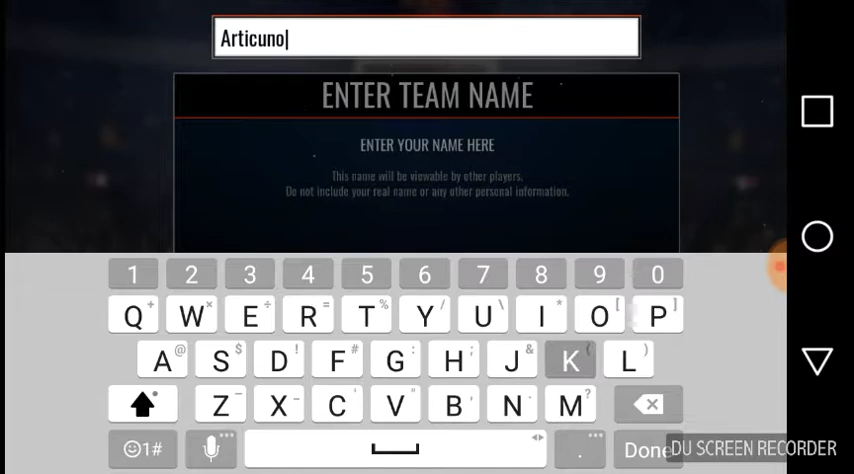 Articuno
ENTER TEAM NAME
ENTER YOUR NAME HERE
This name will be viewable by other players.
Do not include your real name or any other personal information.
1 2 3 4 5 6 7 8 9 0
Q + W × E ÷ R = T % Y / U \ I * O [ P ]
A @ S $ D ! F # G : H ; J & K ( L )
Z - X _ C ' V " B , N . M ?
☺1# ... ◂▸ . ... Done
DU SCREEN RECORDER